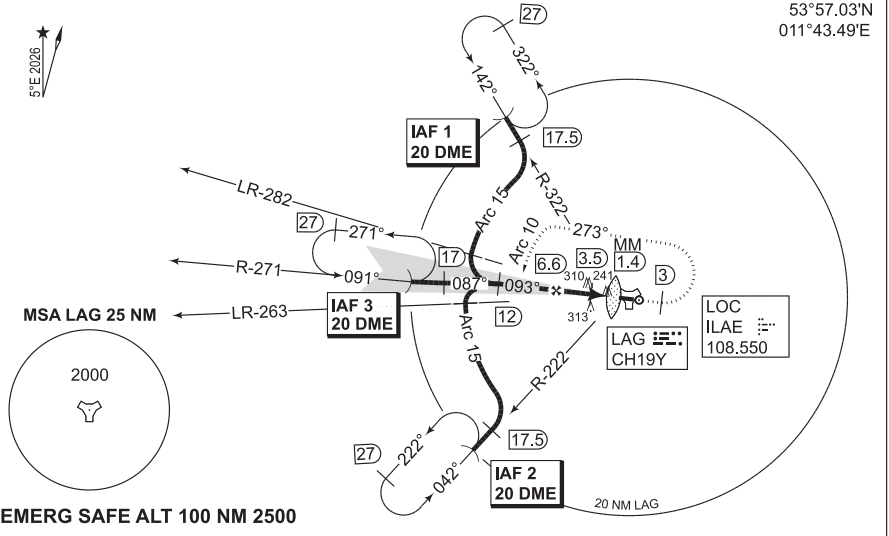 53°57.03'N
011°43.49'E
5°E 2026
27
322°
142°
IAF 1
20 DME
17.5
R-322
LR-282
Arc 15
27
271°
Arc 10
273°
MM
R-271
091°
17
087°
093°
6.6
3.5
1.4
3
310
241
313
IAF 3
20 DME
MSA LAG 25 NM
LR-263
12
LOC
ILAE
108.550
LAG
CH19Y
Arc 15
R-222
2000
17.5
27
222°
042°
IAF 2
20 DME
20 NM LAG
EMERG SAFE ALT 100 NM 2500